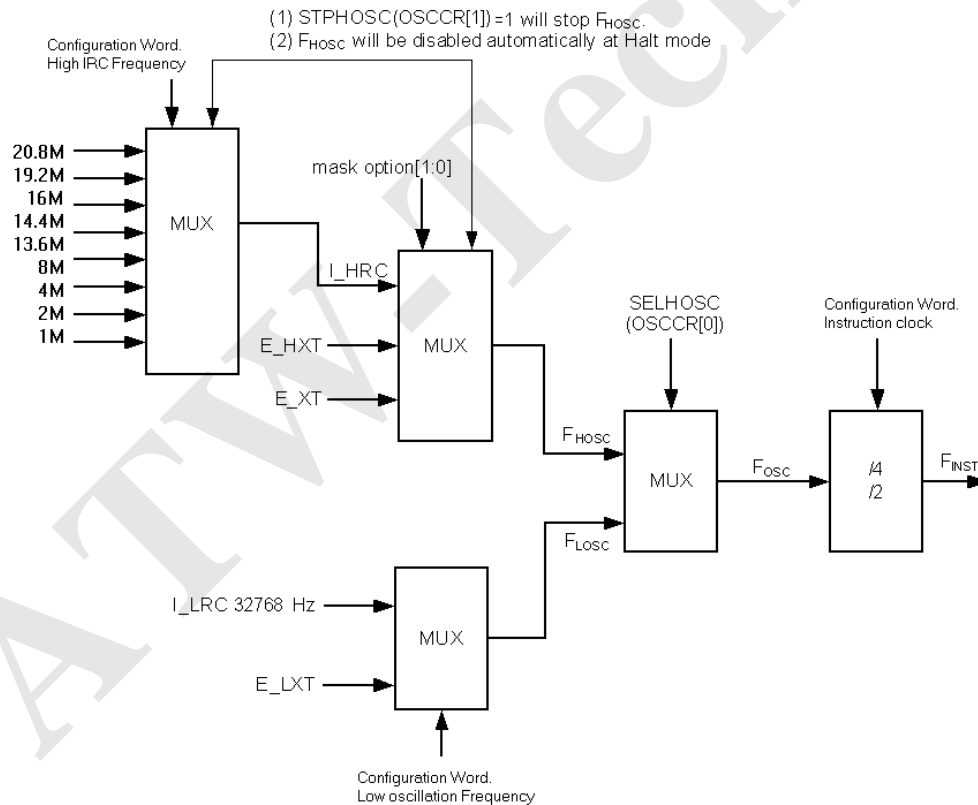 (1) STPHOSC(OSCCR[1])=1 will stop FHOSC.
(2) FHOSC will be disabled automatically at Halt mode
Configuration Word.
High IRC Frequency
20.8M
19.2M
16M
14.4M
13.6M
8M
4M
2M
1M
MUX
mask option[1:0]
I_HRC
E_HXT
E_XT
MUX
SELHOSC
(OSCCR[0])
Configuration Word.
Instruction clock
FHOSC
MUX
FOSC
/4
/2
FINST
FLOSC
I_LRC 32768 Hz
E_LXT
MUX
Configuration Word.
Low oscillation Frequency
ATW-Tech